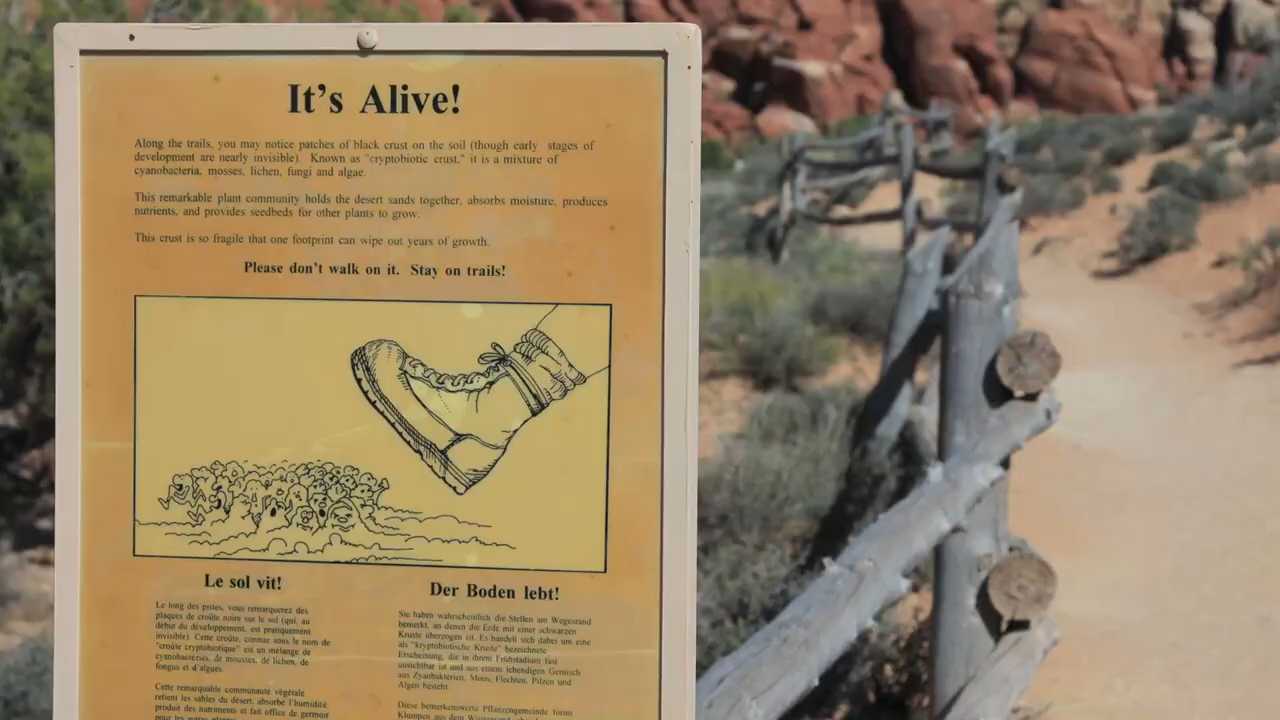 It's Alive!
Along the trails, you may notice patches of black crust on the soil (though early stages of
development are nearly invisible). Known as "cryptobiotic crust," it is a mixture of
cyanobacteria, mosses, lichen, fungi and algae.
This remarkable plant community holds the desert sands together, absorbs moisture, produces
nutrients, and provides seedbeds for other plants to grow.
This crust is so fragile that one footprint can wipe out years of growth.
Please don't walk on it. Stay on trails!
Le sol vit!
Le long des pistes, vous remarquerez des
plaques de croûte noire sur le sol (qui, au
début du développement, est pratiquement
invisible). Cette croûte, connue sous le nom de
"croûte cryptobiotique" est un mélange de
cyanobactéries, de mousses, de lichen, de
fongus et d'algues.
Cette remarquable communauté végétale
retient les sables du désert, absorbe l'humidité,
produit des nutriments et fait office de germoir
pour les autres plantes
Der Boden lebt!
Sie haben wahrscheinlich die Stellen am Wegesrand
bemerkt, an denen die Erde mit einer schwarzen
Kruste überzogen ist. Es handelt sich dabei um eine
als "kryptobiotische Kruste" bezeichnete
Erscheinung, die in ihrem Frühstadium fast
unsichtbar ist und aus einem lebendigen Gemisch
aus Zyanbakterien, Moos, Flechten, Pilzen und
Algen besteht.
Diese bemerkenswerte Pflanzengemeinde formt
Klumpen aus dem